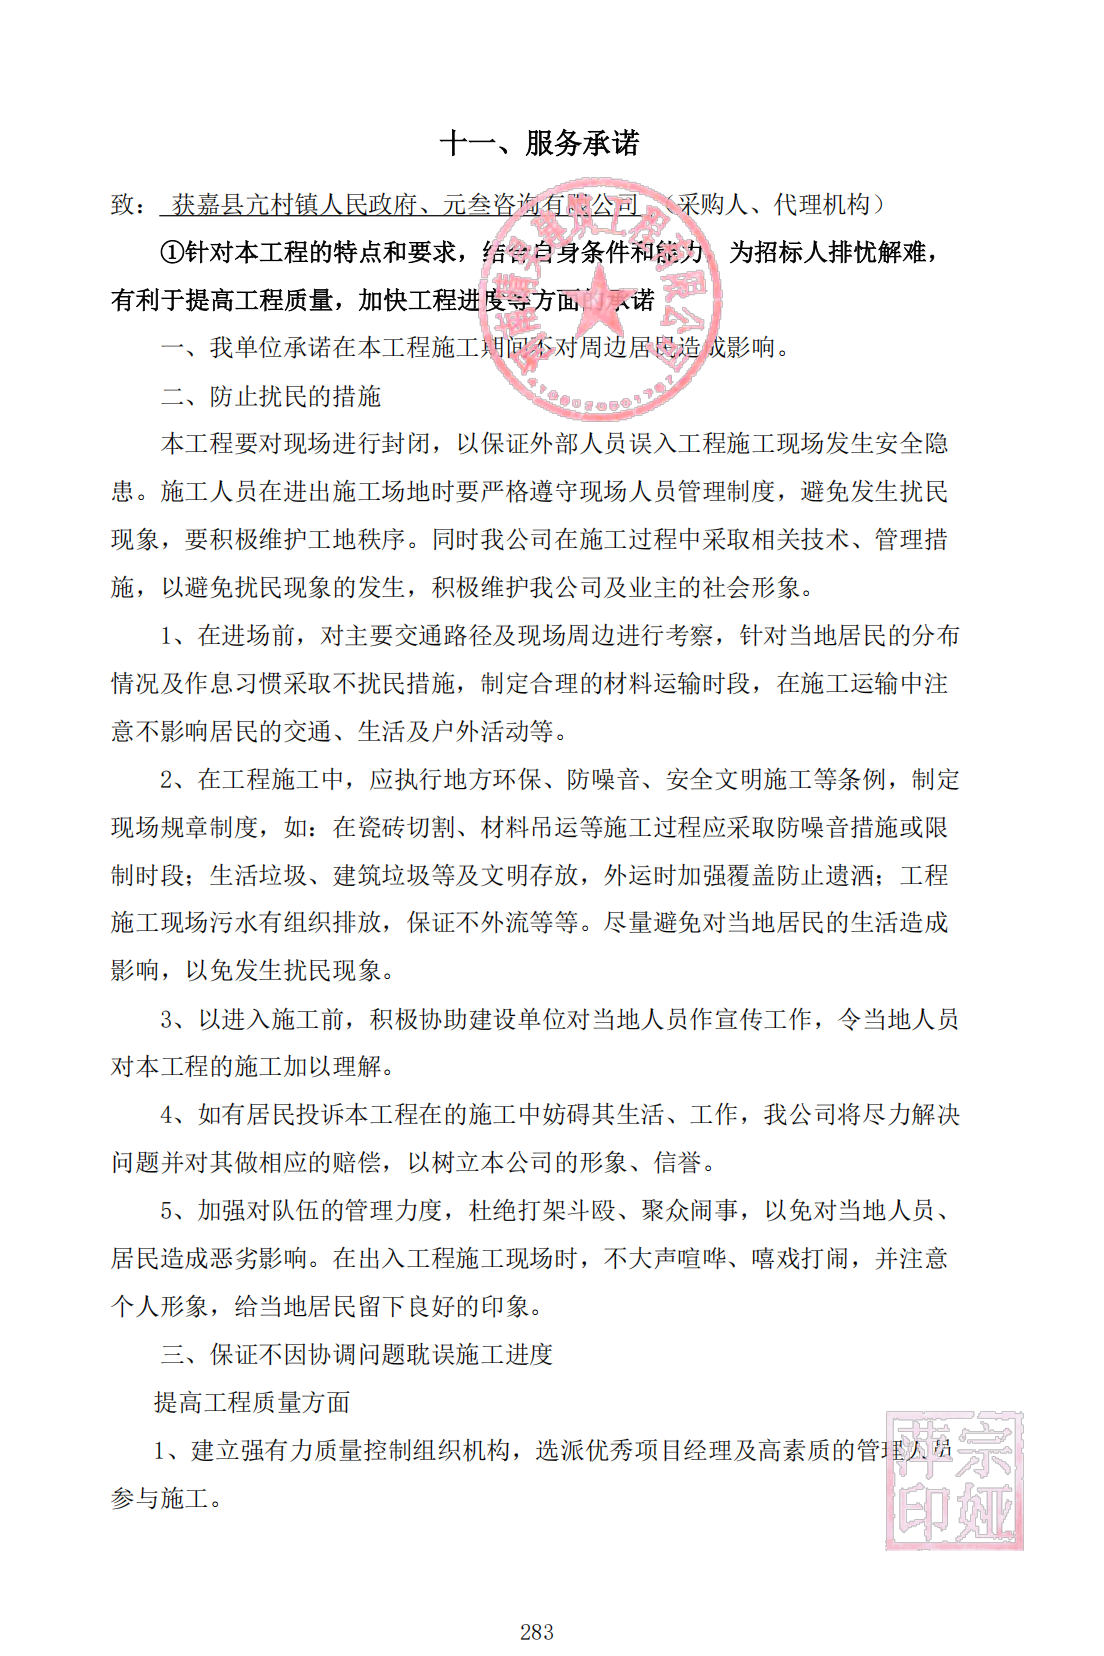 十一、服务承诺
致： 获嘉县亢村镇人民政府、元叁咨询有限公司 （采购人、代理机构）
①针对本工程的特点和要求，结合自身条件和能力，为招标人排忧解难，
有利于提高工程质量，加快工程进度等方面的承诺
一、我单位承诺在本工程施工期间不对周边居民造成影响。
二、防止扰民的措施
本工程要对现场进行封闭，以保证外部人员误入工程施工现场发生安全隐
患。施工人员在进出施工场地时要严格遵守现场人员管理制度，避免发生扰民
现象，要积极维护工地秩序。同时我公司在施工过程中采取相关技术、管理措
施，以避免扰民现象的发生，积极维护我公司及业主的社会形象。
1、在进场前，对主要交通路径及现场周边进行考察，针对当地居民的分布
情况及作息习惯采取不扰民措施，制定合理的材料运输时段，在施工运输中注
意不影响居民的交通、生活及户外活动等。
2、在工程施工中，应执行地方环保、防噪音、安全文明施工等条例，制定
现场规章制度，如：在瓷砖切割、材料吊运等施工过程应采取防噪音措施或限
制时段；生活垃圾、建筑垃圾等及文明存放，外运时加强覆盖防止遗洒；工程
施工现场污水有组织排放，保证不外流等等。尽量避免对当地居民的生活造成
影响，以免发生扰民现象。
3、以进入施工前，积极协助建设单位对当地人员作宣传工作，令当地人员
对本工程的施工加以理解。
4、如有居民投诉本工程在的施工中妨碍其生活、工作，我公司将尽力解决
问题并对其做相应的赔偿，以树立本公司的形象、信誉。
5、加强对队伍的管理力度，杜绝打架斗殴、聚众闹事，以免对当地人员、
居民造成恶劣影响。在出入工程施工现场时，不大声喧哗、嘻戏打闹，并注意
个人形象，给当地居民留下良好的印象。
三、保证不因协调问题耽误施工进度
提高工程质量方面
1、建立强有力质量控制组织机构，选派优秀项目经理及高素质的管理人员
参与施工。
宗娅
萍印
283